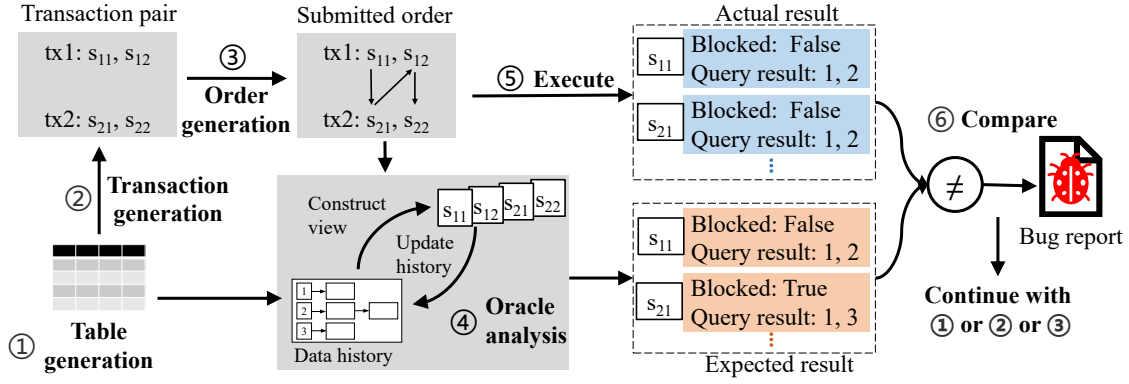 Transaction pair
tx1: s11, s12
tx2: s21, s22
③
Order
generation
Submitted order
tx1: s11, s12
tx2: s21, s22
⑤ Execute
Actual result
s11
Blocked: False
Query result: 1, 2
s21
Blocked: False
Query result: 1, 2
⑥ Compare
≠
Bug report
Continue with
① or ② or ③
②
Transaction
generation
①
Table
generation
Construct
view
s11
s12
s21
s22
Update
history
1
2
3
Data history
④ Oracle
analysis
s11
Blocked: False
Query result: 1, 2
s21
Blocked: True
Query result: 1, 3
Expected result